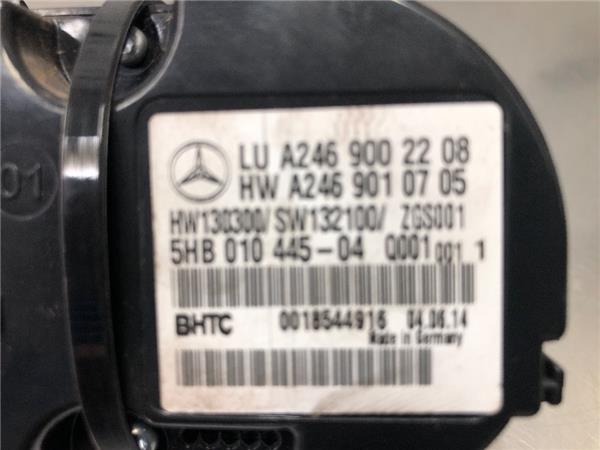 01
LU A246 900 22 08
HW A246 901 07 05
HW130300/SW132100/ ZGS001
5HB 010 445-04 Q001 001 1
BHTC 0018544916 04.06.14
Made in Germany